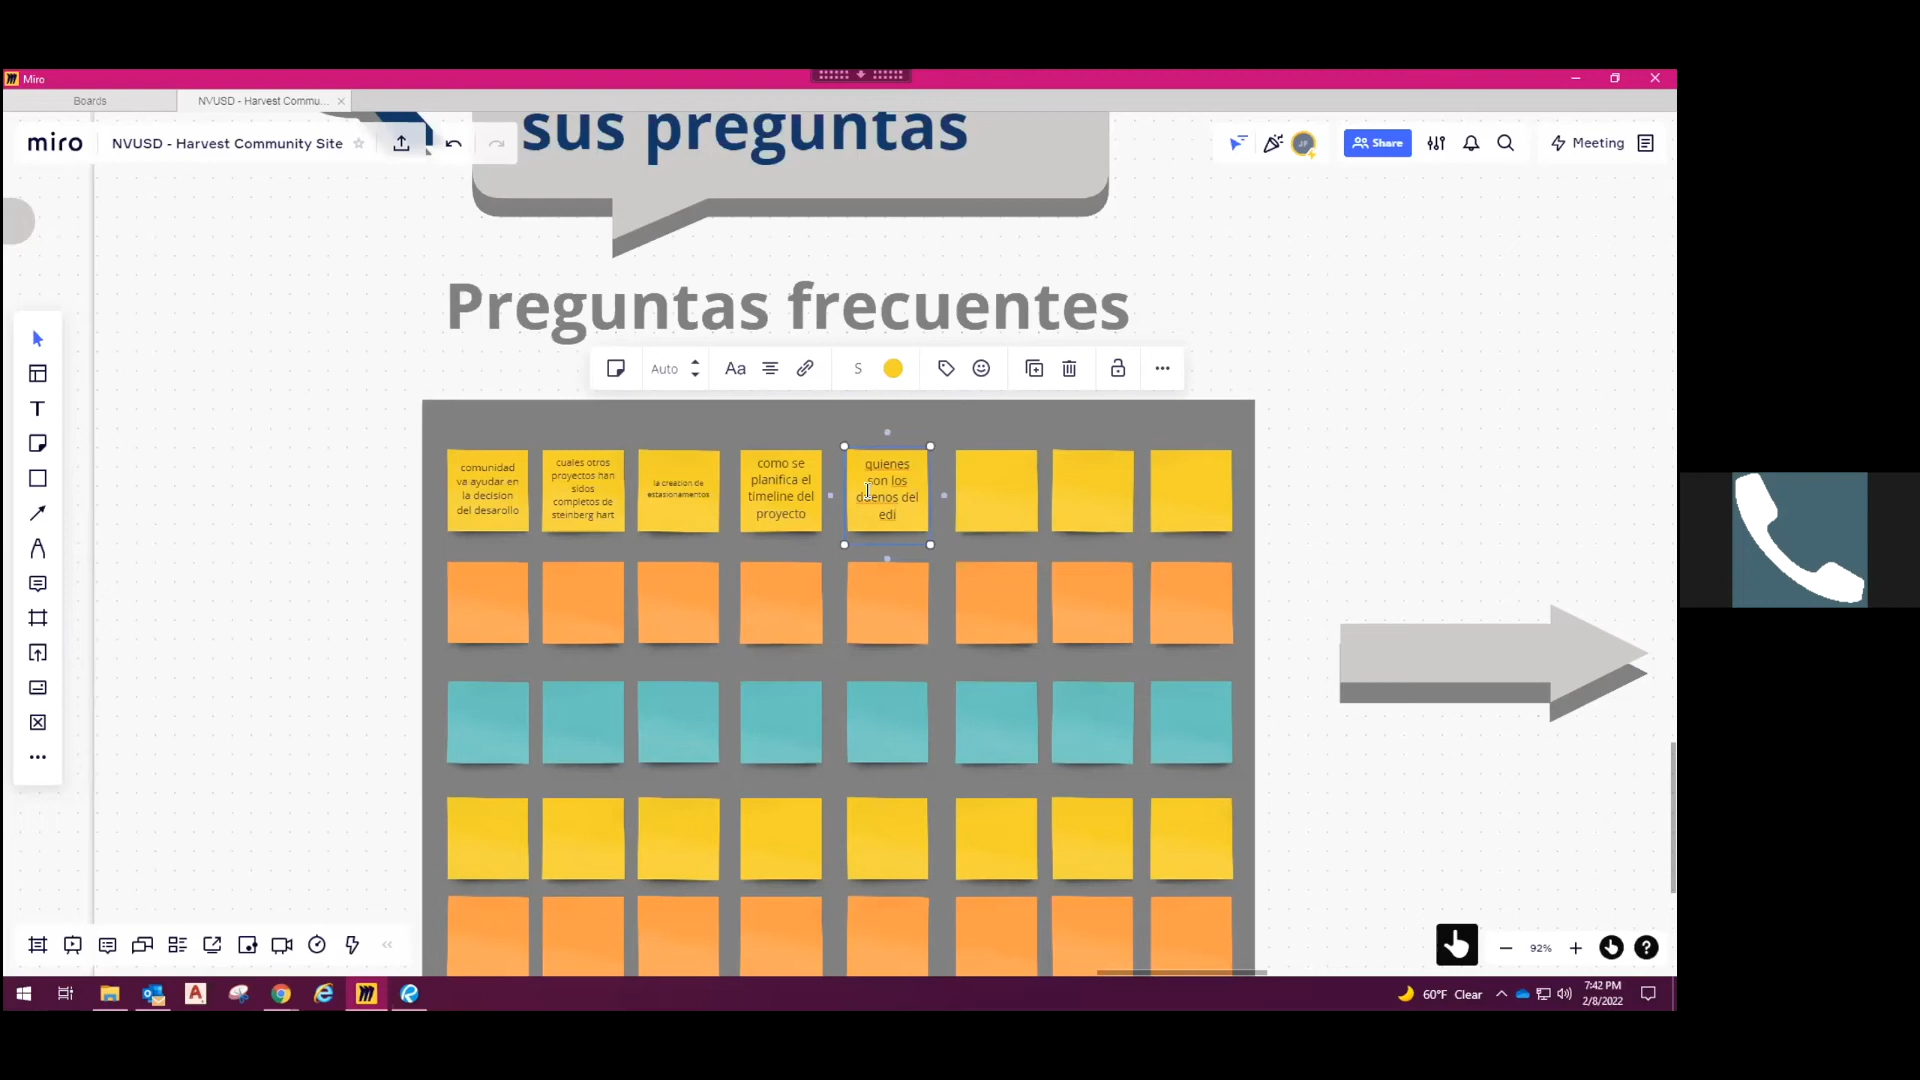 Miro
Boards
NVUSD - Harvest Commu...
miro
NVUSD - Harvest Community Site
sus preguntas
Share
Meeting
Preguntas frecuentes
Auto
Aa
S
comunidad
va ayudar en
la decision
del desarollo
cuales otros
proyectos han
sidos
completos de
steinberg hart
la creacion de
estasionamentos
como se
planifica el
timeline del
proyecto
quienes
son los
duenos del
edi
92%
60°F Clear
7:42 PM
2/8/2022